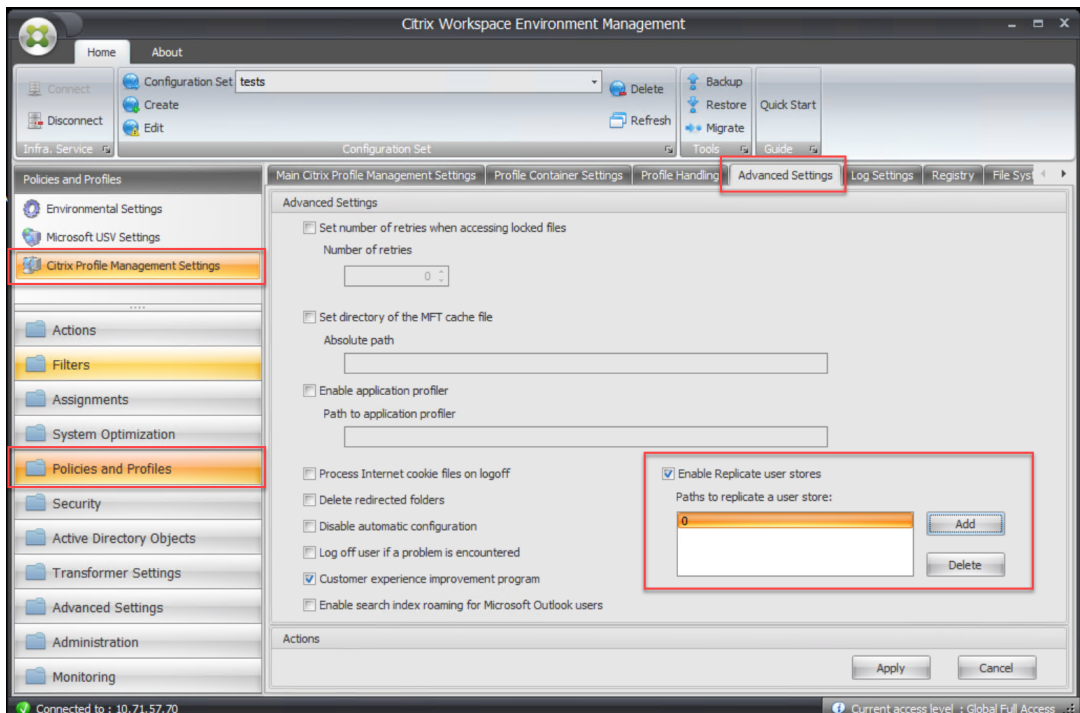 Citrix Workspace Environment Management
Home About
Connect
Disconnect
Infra. Service
Configuration Set tests
Create
Edit
Delete
Refresh
Configuration Set
Backup
Restore
Migrate
Tools
Quick Start
Guide
Policies and Profiles
Environmental Settings
Microsoft USV Settings
Citrix Profile Management Settings
Actions
Filters
Assignments
System Optimization
Policies and Profiles
Security
Active Directory Objects
Transformer Settings
Advanced Settings
Administration
Monitoring
Main Citrix Profile Management Settings Profile Container Settings Profile Handling Advanced Settings Log Settings Registry File Syst
Advanced Settings
Set number of retries when accessing locked files
Number of retries
0
Set directory of the MFT cache file
Absolute path
Enable application profiler
Path to application profiler
Process Internet cookie files on logoff
Delete redirected folders
Disable automatic configuration
Log off user if a problem is encountered
Customer experience improvement program
Enable search index roaming for Microsoft Outlook users
Enable Replicate user stores
Paths to replicate a user store:
0
Add
Delete
Actions
Apply Cancel
Connected to : 10.71.57.70 Current access level : Global Full Access